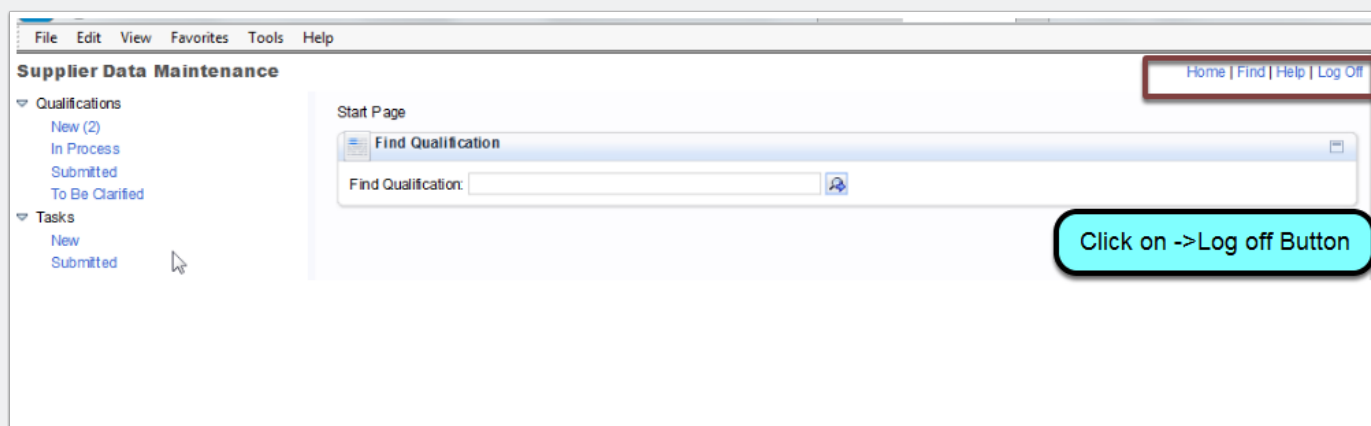 File Edit View Favorites Tools Help
Supplier Data Maintenance
Home | Find | Help | Log Off
Qualifications
New (2)
In Process
Submitted
To Be Clarified
Tasks
New
Submitted
Start Page
Find Qualification
Find Qualification:
Click on ->Log off Button